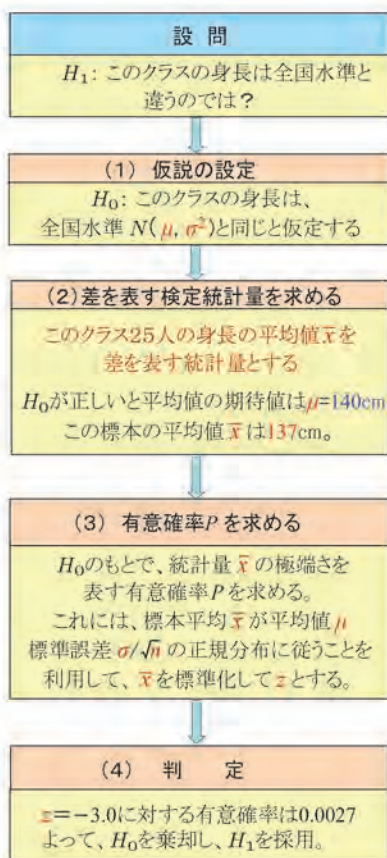 設問
H₁: このクラスの身長は全国水準と
違うのでは？
(1) 仮説の設定
H₀: このクラスの身長は、
全国水準 N(μ, σ²)と同じと仮定する
(2)差を表す検定統計量を求める
このクラス25人の身長の平均値x̄を
差を表す統計量とする
H₀が正しいと平均値の期待値はμ=140cm
この標本の平均値x̄は137cm。
(3) 有意確率P を求める
H₀のもとで、統計量 x̄ の極端さを
表す有意確率P を求める。
これには、標本平均x̄が平均値μ
標準誤差 σ/√n の正規分布に従うことを
利用して、x̄を標準化して z とする。
(4) 判定
z=−3.0に対する有意確率は0.0027
よって、H₀を棄却し、H₁を採用。